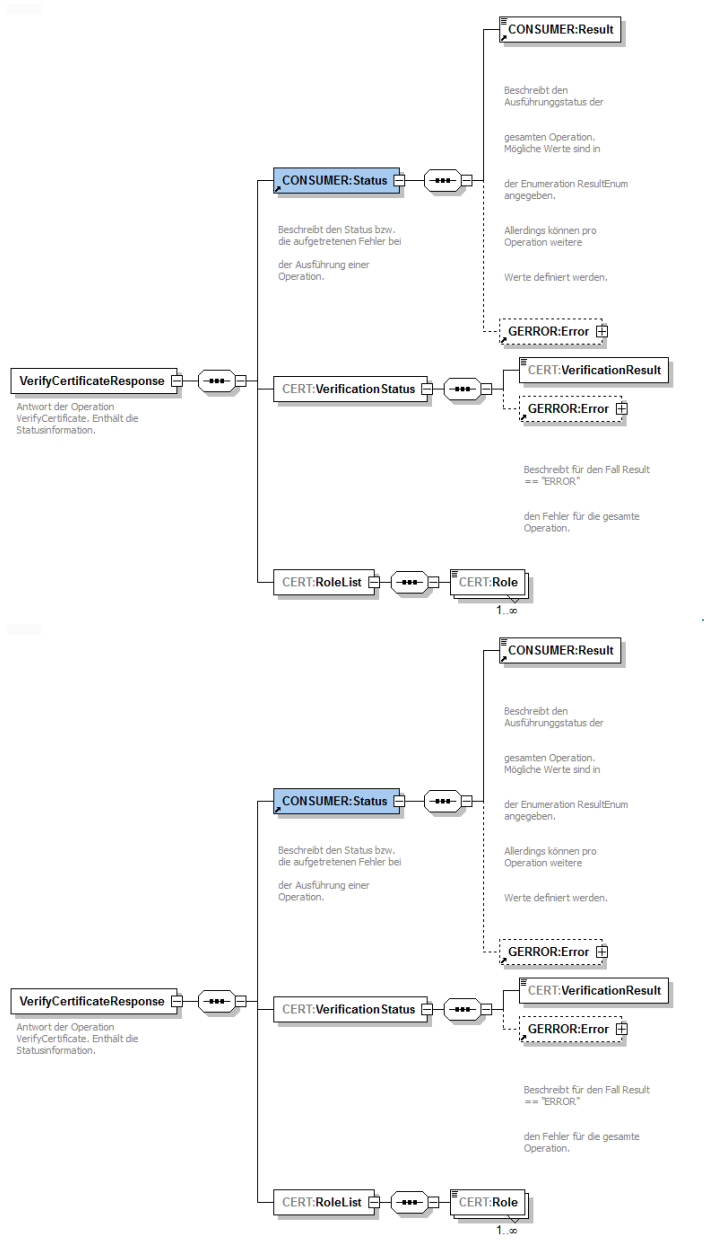 CONSUMER:Result
Beschreibt den
Ausführunggstatus der
gesamten Operation.
Mögliche Werte sind in
der Enumeration ResultEnum
angegeben.
Allerdings können pro
Operation weitere
Werte definiert werden.
CONSUMER:Status
Beschreibt den Status bzw.
die aufgetretenen Fehler bei
der Ausführung einer
Operation.
GERROR:Error
VerifyCertificateResponse
Antwort der Operation
VerifyCertificate. Enthält die
Statusinformation.
CERT:VerificationStatus
CERT:VerificationResult
GERROR:Error
Beschreibt für den Fall Result
== "ERROR"
den Fehler für die gesamte
Operation.
CERT:RoleList
CERT:Role
1..∞
CONSUMER:Result
Beschreibt den
Ausführunggstatus der
gesamten Operation.
Mögliche Werte sind in
der Enumeration ResultEnum
angegeben.
Allerdings können pro
Operation weitere
Werte definiert werden.
CONSUMER:Status
Beschreibt den Status bzw.
die aufgetretenen Fehler bei
der Ausführung einer
Operation.
GERROR:Error
VerifyCertificateResponse
Antwort der Operation
VerifyCertificate. Enthält die
Statusinformation.
CERT:VerificationStatus
CERT:VerificationResult
GERROR:Error
Beschreibt für den Fall Result
== "ERROR"
den Fehler für die gesamte
Operation.
CERT:RoleList
CERT:Role
1..∞